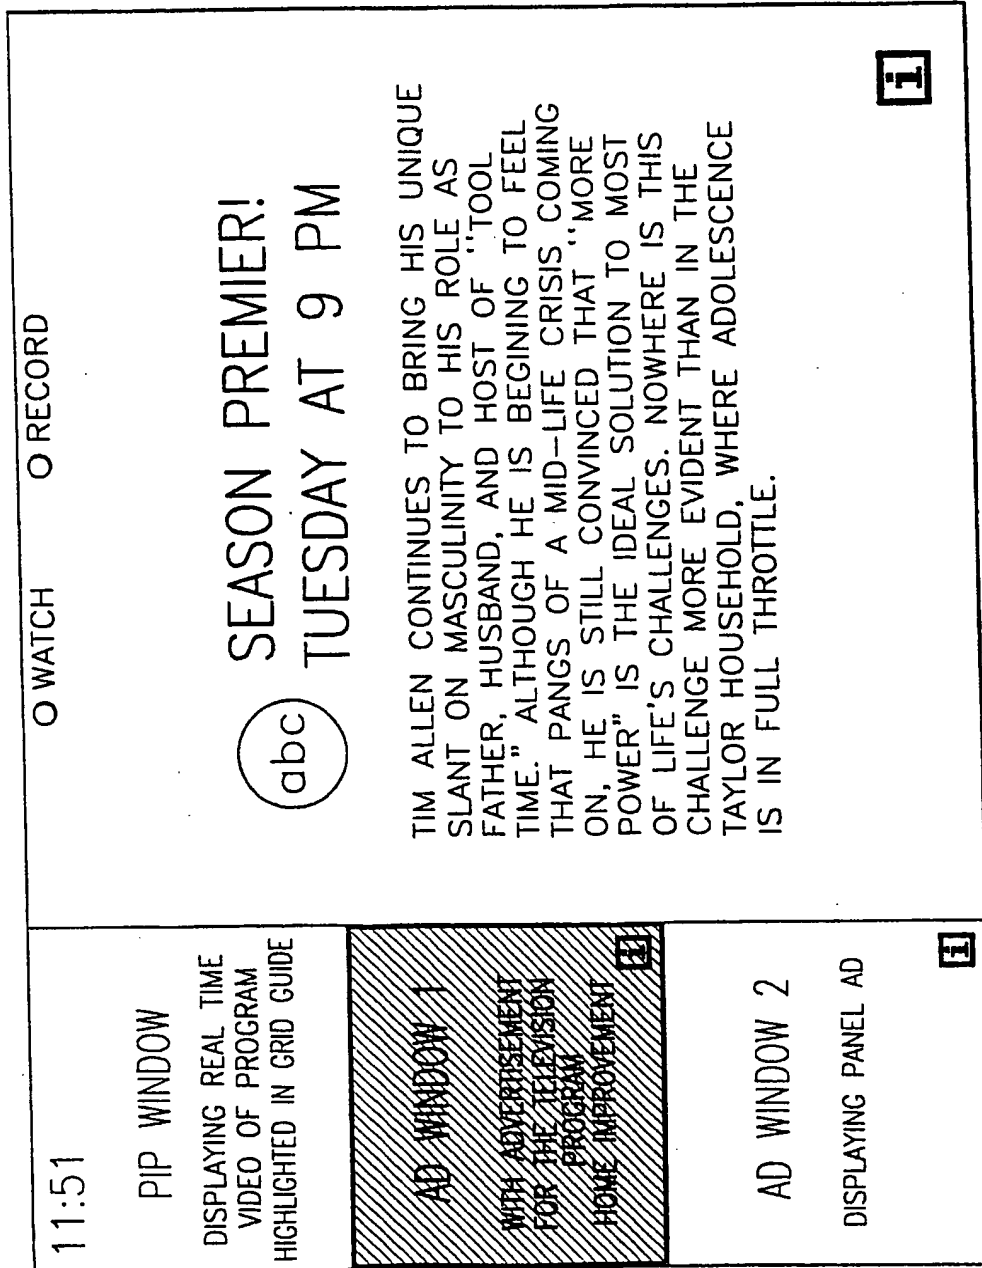 11:51
PIP WINDOW
DISPLAYING REAL TIME
VIDEO OF PROGRAM
HIGHLIGHTED IN GRID GUIDE
AD WINDOW 1
WITH ADVERTISEMENT
FOR THE TELEVISION
PROGRAM
HOME IMPROVEMENT
i
AD WINDOW 2
DISPLAYING PANEL AD
i
O WATCH O RECORD
abc
SEASON PREMIER!
TUESDAY AT 9 PM
TIM ALLEN CONTINUES TO BRING HIS UNIQUE
SLANT ON MASCULINITY TO HIS ROLE AS
FATHER, HUSBAND, AND HOST OF ''TOOL
TIME." ALTHOUGH HE IS BEGINING TO FEEL
THAT PANGS OF A MID-LIFE CRISIS COMING
ON, HE IS STILL CONVINCED THAT ''MORE
POWER" IS THE IDEAL SOLUTION TO MOST
OF LIFE'S CHALLENGES. NOWHERE IS THIS
CHALLENGE MORE EVIDENT THAN IN THE
TAYLOR HOUSEHOLD, WHERE ADOLESCENCE
IS IN FULL THROTTLE.
i